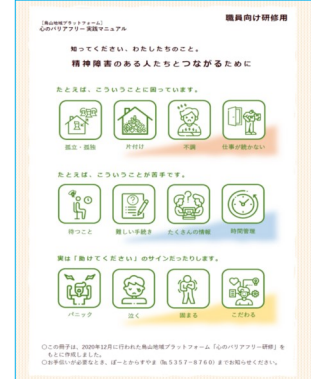 職員向け研修用
[烏山地域プラットフォーム]
心のバリアフリー実践マニュアル
知ってください、わたしたちのこと。
精神障害のある人たちとつながるために
たとえば、こういうことに困っています。
孤立・孤独 片付け 不調 仕事が続かない
たとえば、こういうことが苦手です。
待つこと 難しい手続き たくさんの情報 時間管理
実は「助けてください」のサインだったりします。
パニック 泣く 固まる こだわる
○この冊子は、2020年12月に行われた烏山地域プラットフォーム「心のバリアフリー研修」を
もとに作成しました。
○お手伝いが必要なとき、ぽーとからすやま(℡5357-8760)までお知らせください。